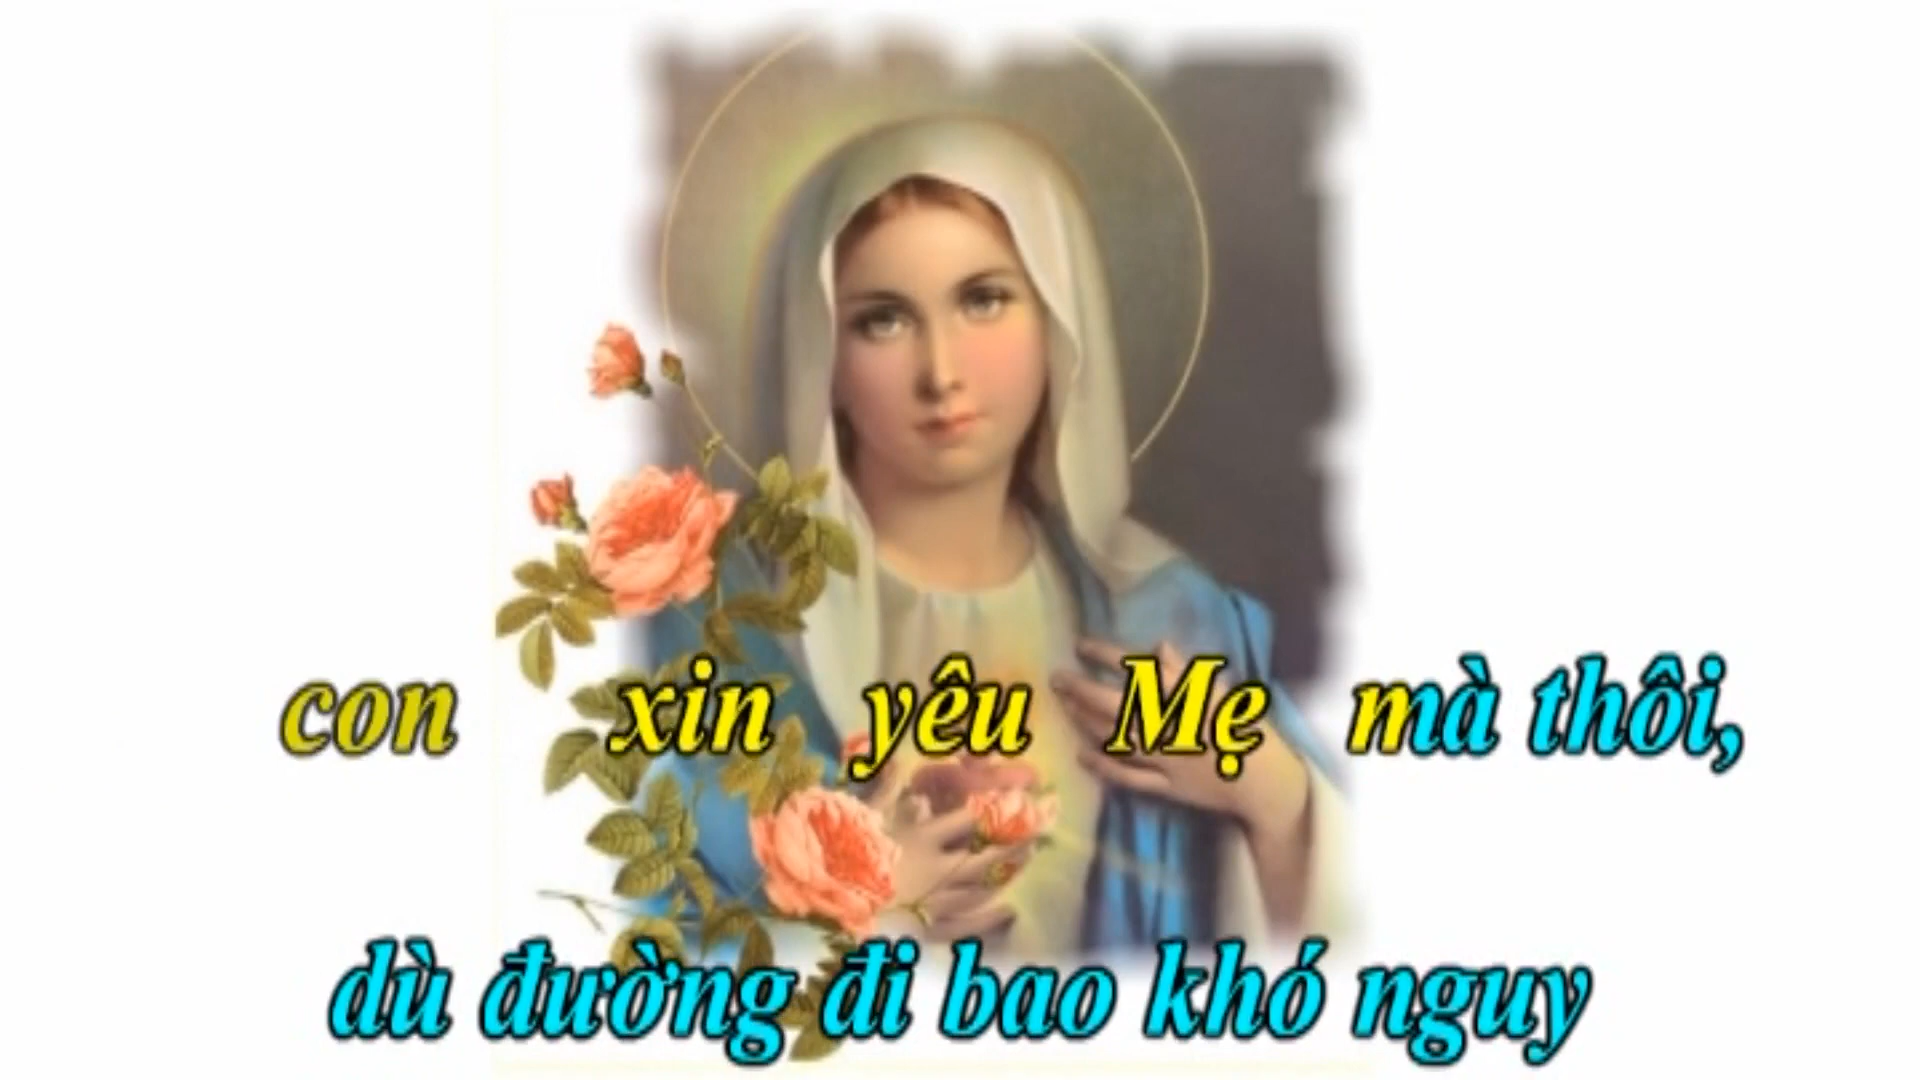 con xin yêu Mẹ mà thôi,
dù đường đi bao khó nguy